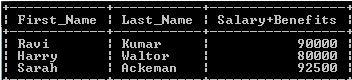 First_Name | Last_Name | Salary+Benefits
Ravi | Kumar | 90000
Harry | Waltor | 80000
Sarah | Ackeman | 92500